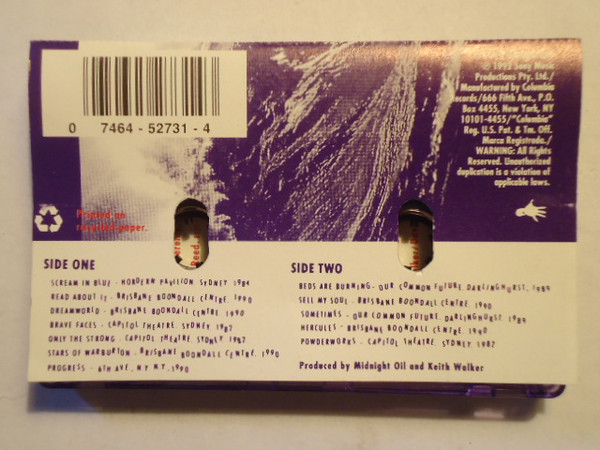 © 1992 Sony Music
Productions Pty. Ltd./
Manufactured by Columbia
Records/666 Fifth Ave., P.O.
Box 4455, New York, NY
10101-4455/"Columbia"
Reg. U.S. Pat. & Tm. Off.
Marca Registrada./
WARNING: All Rights
Reserved. Unauthorized
duplication is a violation of
applicable laws.
0 7464-52731-4
Printed on
recycled paper.
SIDE ONE
SCREAM IN BLUE - HORDERN PAVILION SYDNEY 1984
READ ABOUT IT - BRISBANE BOONDALL CENTRE. 1990
DREAMWORLD - BRISBANE BOONDALL CENTRE 1990
BRAVE FACES - CAPITOL THEATRE. SYDNEY 1982
ONLY THE STRONG - CAPITOL THEATRE. SYDNEY 1982
STARS OF WARBURTON - BRISBANE BOONDALL CENTRE. 1990
PROGRESS - 6TH AVE, N.Y. N.Y. 1990
SIDE TWO
BEDS ARE BURNING - OUR COMMON FUTURE. DARLINGHURST. 1989
SELL MY SOUL - BRISBANE BOONDALL CENTRE. 1990
SOMETIMES - OUR COMMON FUTURE. DARLINGHURST. 1989
HERCULES - BRISBANE BOONDALL CENTRE. 1990
POWDERWORKS - CAPITOL THEATRE. SYDNEY. 1982
Produced by Midnight Oil and Keith Walker